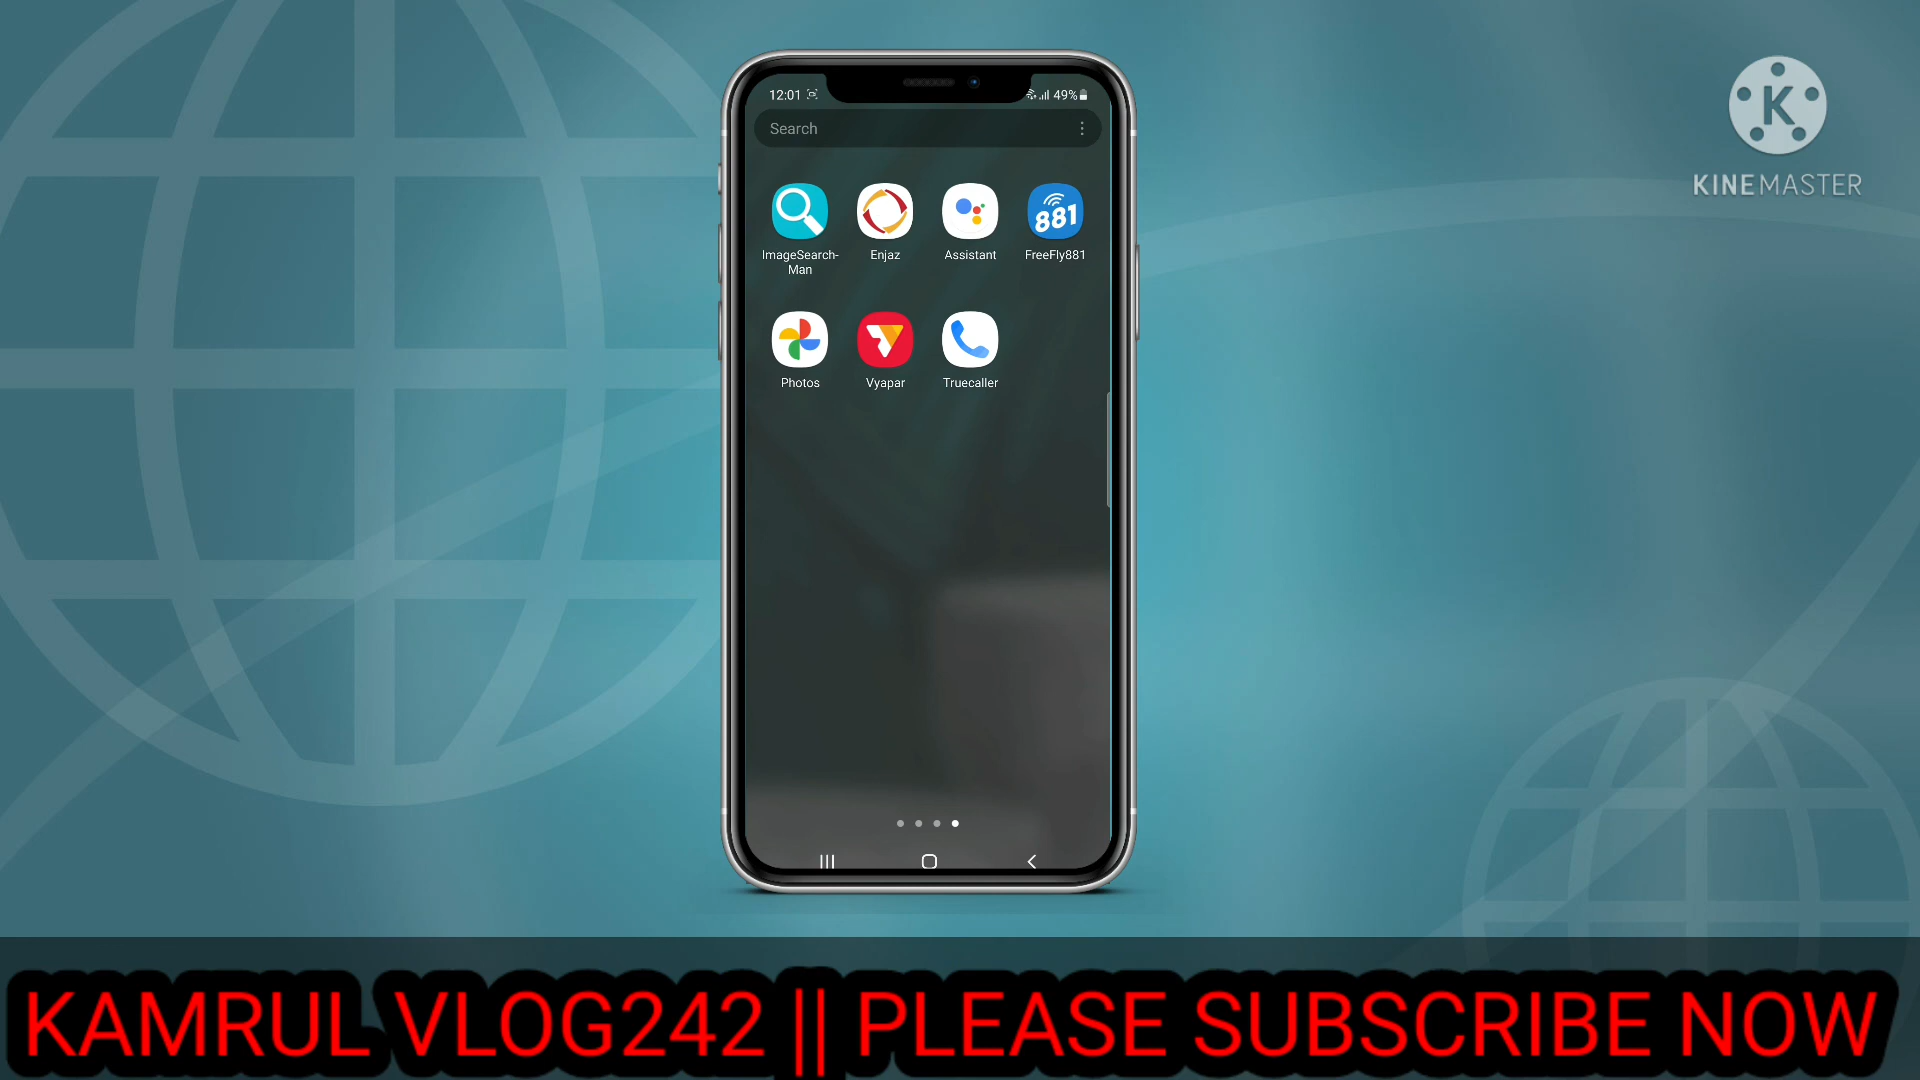 12:01
49%
Search
ImageSearch-
Man
Enjaz
Assistant
881
FreeFly881
Photos
Vyapar
Truecaller
K
KINEMASTER
KAMRUL VLOG242 || PLEASE SUBSCRIBE NOW